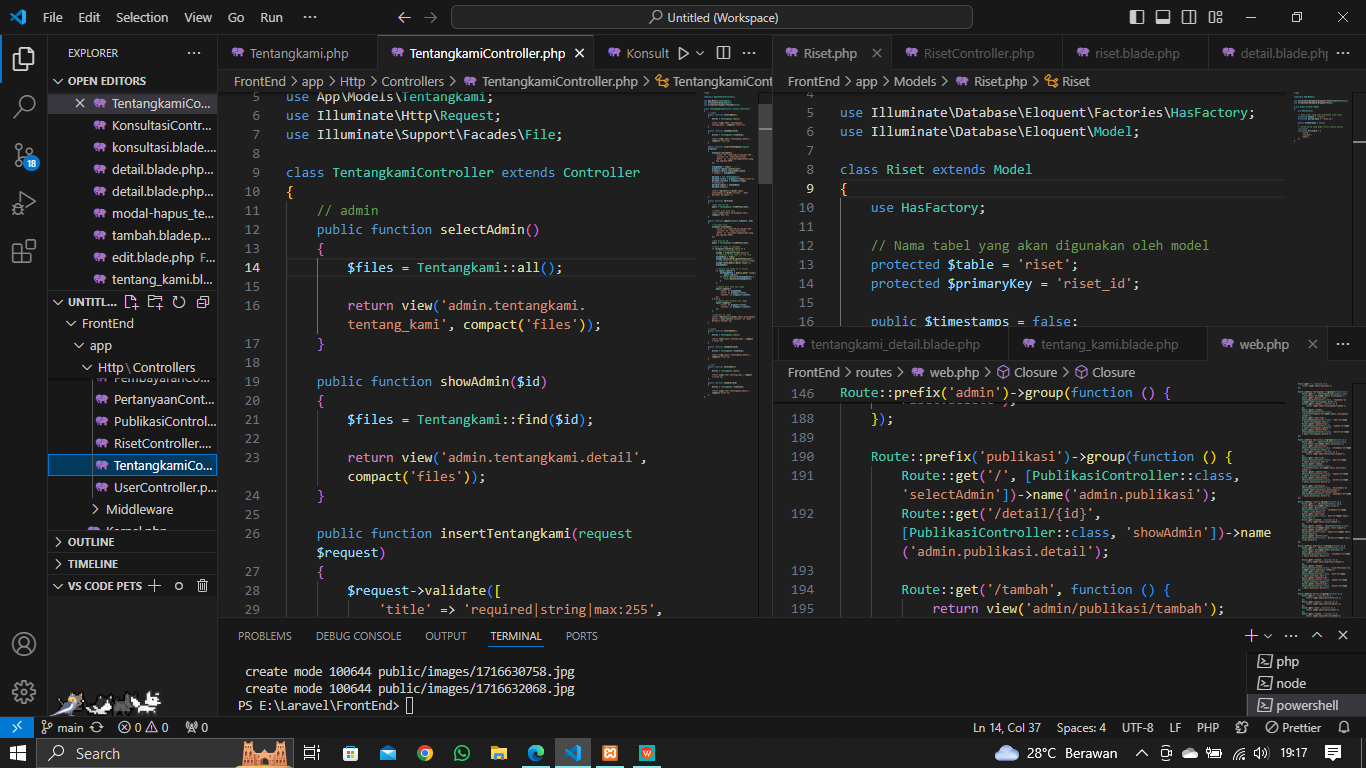 File Edit Selection View Go Run ··· Untitled (Workspace)
EXPLORER
OPEN EDITORS
TentangkamiCo...
KonsultasiContr...
konsultasi.blade....
detail.blade.php...
detail.blade.php...
modal-hapus_te...
tambah.blade.p...
edit.blade.php F...
tentang_kami.bl...
UNTITL...
FrontEnd
app
Http\Controllers
PembayaranCont...
PertanyaanCont...
PublikasiControl...
RisetController....
TentangkamiCo...
UserController.p...
Middleware
Kernel.php
OUTLINE
TIMELINE
VS CODE PETS
Tentangkami.php TentangkamiController.php Konsult
FrontEnd > app > Http > Controllers > TentangkamiController.php > TentangkamiCont
5 use App\Models\Tentangkami;
6 use Illuminate\Http\Request;
7 use Illuminate\Support\Facades\File;
8
9 class TentangkamiController extends Controller
10 {
11 // admin
12 public function selectAdmin()
13 {
14 $files = Tentangkami::all();
15
16 return view('admin.tentangkami.
tentang_kami', compact('files'));
17 }
18
19 public function showAdmin($id)
20 {
21 $files = Tentangkami::find($id);
22
23 return view('admin.tentangkami.detail',
compact('files'));
24 }
25
26 public function insertTentangkami(request
$request)
27 {
28 $request->validate([
29 'title' => 'required|string|max:255',
Riset.php RisetController.php riset.blade.php detail.blade.php
FrontEnd > app > Models > Riset.php > Riset
4
5 use Illuminate\Database\Eloquent\Factories\HasFactory;
6 use Illuminate\Database\Eloquent\Model;
7
8 class Riset extends Model
9 {
10 use HasFactory;
11
12 // Nama tabel yang akan digunakan oleh model
13 protected $table = 'riset';
14 protected $primaryKey = 'riset_id';
15
16 public $timestamps = false;
tentangkami_detail.blade.php tentang_kami.blade.php web.php
FrontEnd > routes > web.php > Closure > Closure
146 Route::prefix('admin')->group(function () {
188 });
189
190 Route::prefix('publikasi')->group(function () {
191 Route::get('/', [PublikasiController::class,
'selectAdmin'])->name('admin.publikasi');
192 Route::get('/detail/{id}',
[PublikasiController::class, 'showAdmin'])->name
('admin.publikasi.detail');
193
194 Route::get('/tambah', function () {
195 return view('admin/publikasi/tambah');
PROBLEMS DEBUG CONSOLE OUTPUT TERMINAL PORTS
create mode 100644 public/images/1716630758.jpg
create mode 100644 public/images/1716632068.jpg
PS E:\Laravel\FrontEnd>
php
node
powershell
18
main 0 0 0 Ln 14, Col 37 Spaces: 4 UTF-8 LF PHP Prettier
Search 28°C Berawan 19:17